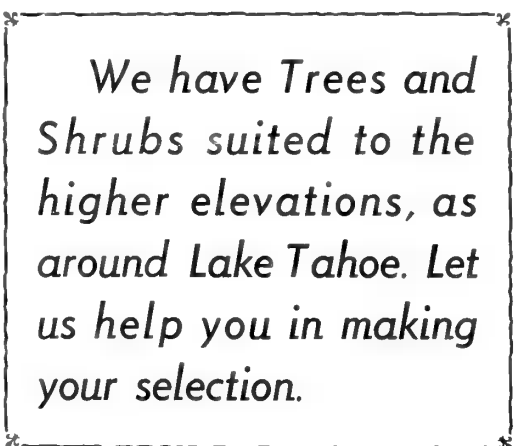 We have Trees and
Shrubs suited to the
higher elevations, as
around Lake Tahoe. Let
us help you in making
your selection.